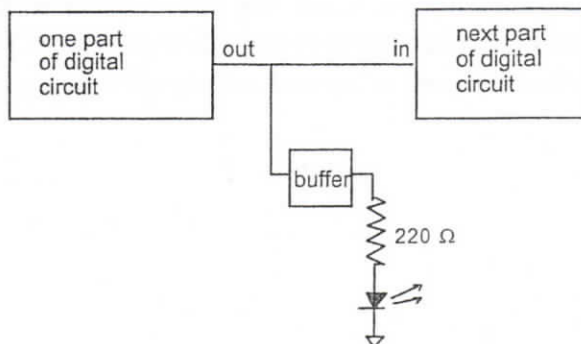 one part
of digital
circuit
out
in
next part
of digital
circuit
buffer
220 Ω